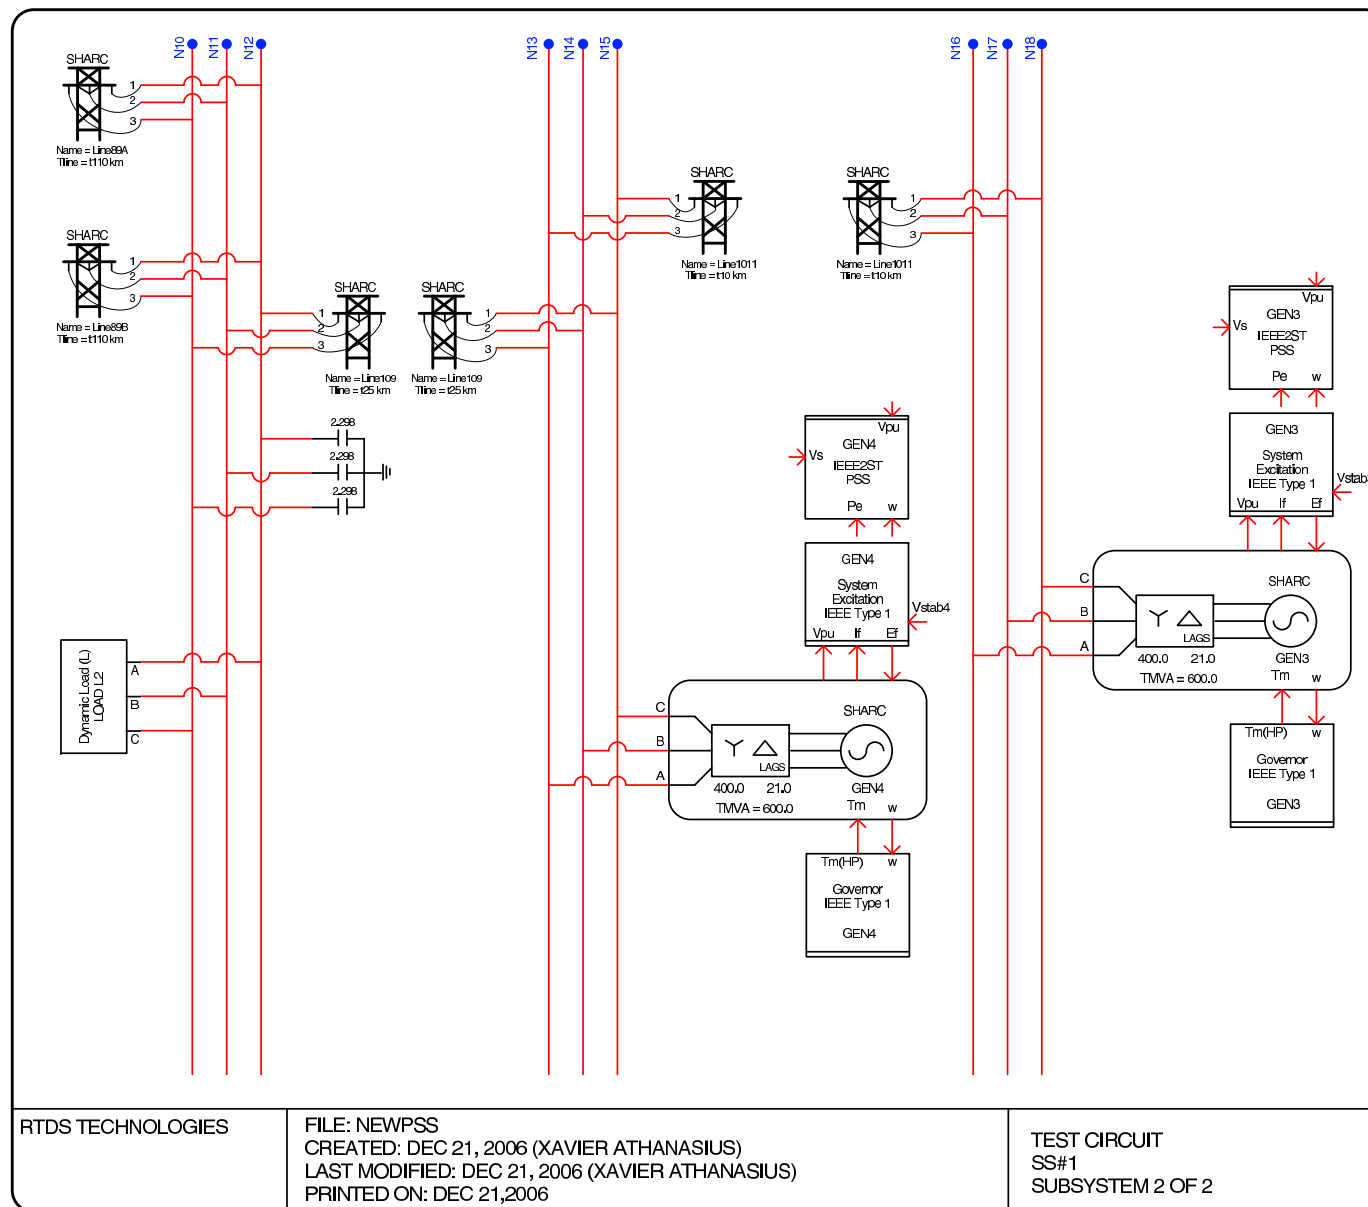 N10
N11
N12
N13
N14
N15
N16
N17
N18
SHARC
1
2
3
Name = Line89A
Tline = t110 km
SHARC
1
2
3
Name = Line89B
Tline = t110 km
SHARC
1
2
3
Name = Line109
Tline = t25 km
SHARC
1
2
3
Name = Line109
Tline = t25 km
SHARC
1
2
3
Name = Line1011
Tline = t10 km
SHARC
1
2
3
Name = Line1011
Tline = t10 km
2.298
2.298
2.298
Dynamic Load (L)
LOAD L2
A
B
C
Vpu
GEN4
Vs
IEEE2ST
PSS
Pe w
GEN4
System
Excitation
IEEE Type 1
Vstab4
Vpu If Ef
C
B
A
SHARC
LAGS
400.0 21.0
GEN4
TMVA = 600.0
Tm w
Tm(HP) w
Governor
IEEE Type 1
GEN4
Vpu
GEN3
Vs
IEEE2ST
PSS
Pe w
GEN3
System
Excitation
IEEE Type 1
Vstab3
Vpu If Ef
C
B
A
SHARC
LAGS
400.0 21.0
GEN3
TMVA = 600.0
Tm w
Tm(HP) w
Governor
IEEE Type 1
GEN3
RTDS TECHNOLOGIES
FILE: NEWPSS
CREATED: DEC 21, 2006 (XAVIER ATHANASIUS)
LAST MODIFIED: DEC 21, 2006 (XAVIER ATHANASIUS)
PRINTED ON: DEC 21,2006
TEST CIRCUIT
SS#1
SUBSYSTEM 2 OF 2